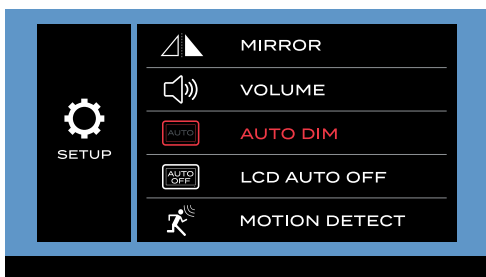 SETUP
MIRROR
VOLUME
AUTO
AUTO DIM
AUTO
OFF
LCD AUTO OFF
MOTION DETECT